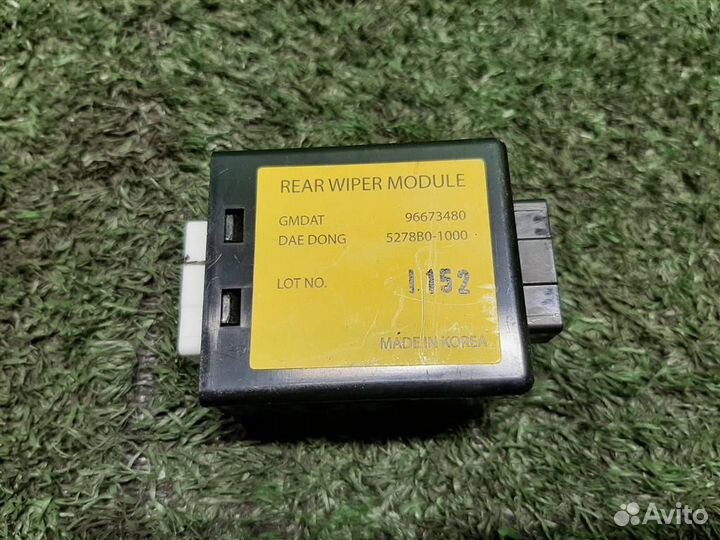 REAR WIPER MODULE
GMDAT 96673480
DAE DONG 5278B0-1000
LOT NO. 1152
MADE IN KOREA
Avito